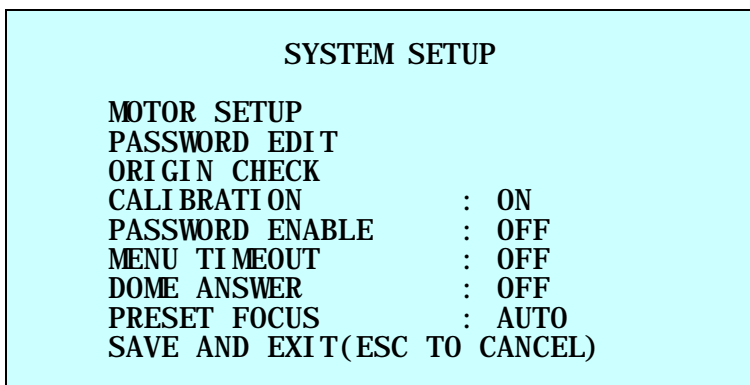 SYSTEM SETUP
MOTOR SETUP
PASSWORD EDIT
ORIGIN CHECK
CALIBRATION : ON
PASSWORD ENABLE : OFF
MENU TIMEOUT : OFF
DOME ANSWER : OFF
PRESET FOCUS : AUTO
SAVE AND EXIT(ESC TO CANCEL)